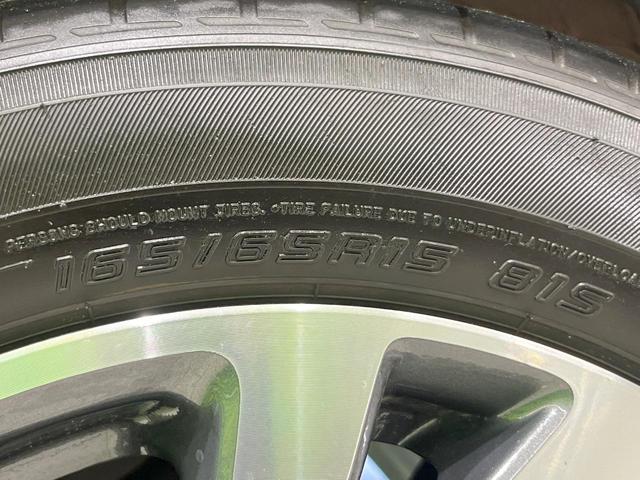 PERSONS SHOULD MOUNT TIRES. •TIRE FAILURE DUE TO UNDERINFLATION/OVERLOA
165/65R15 81S